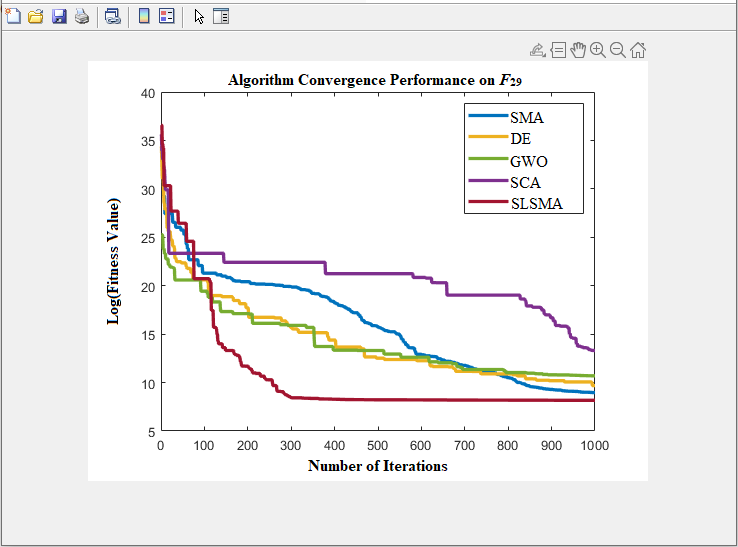 Algorithm Convergence Performance on F29
40
35
30
25
20
15
10
5
Log(Fitness Value)
SMA
DE
GWO
SCA
SLSMA
0 100 200 300 400 500 600 700 800 900 1000
Number of Iterations